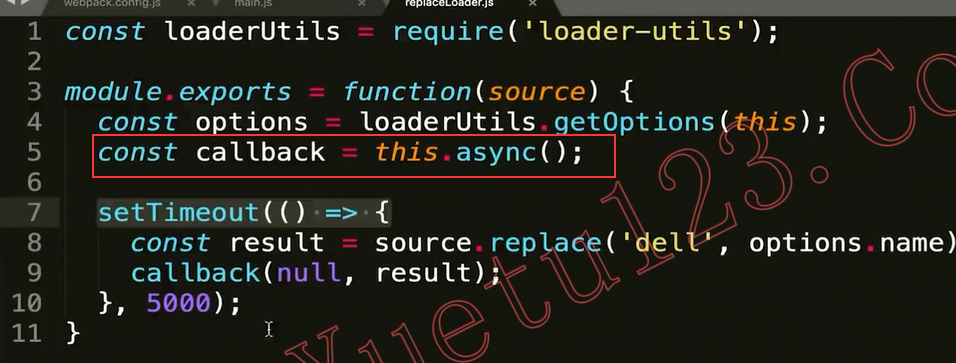 webpack.config.js × main.js × replaceLoader.js ×
1 const loaderUtils = require('loader-utils');
2
3 module.exports = function(source) {
4 const options = loaderUtils.getOptions(this);
5 const callback = this.async();
6
7 setTimeout(() => {
8 const result = source.replace('dell', options.name)
9 callback(null, result);
10 }, 5000);
11 }
Yuetu123.Co